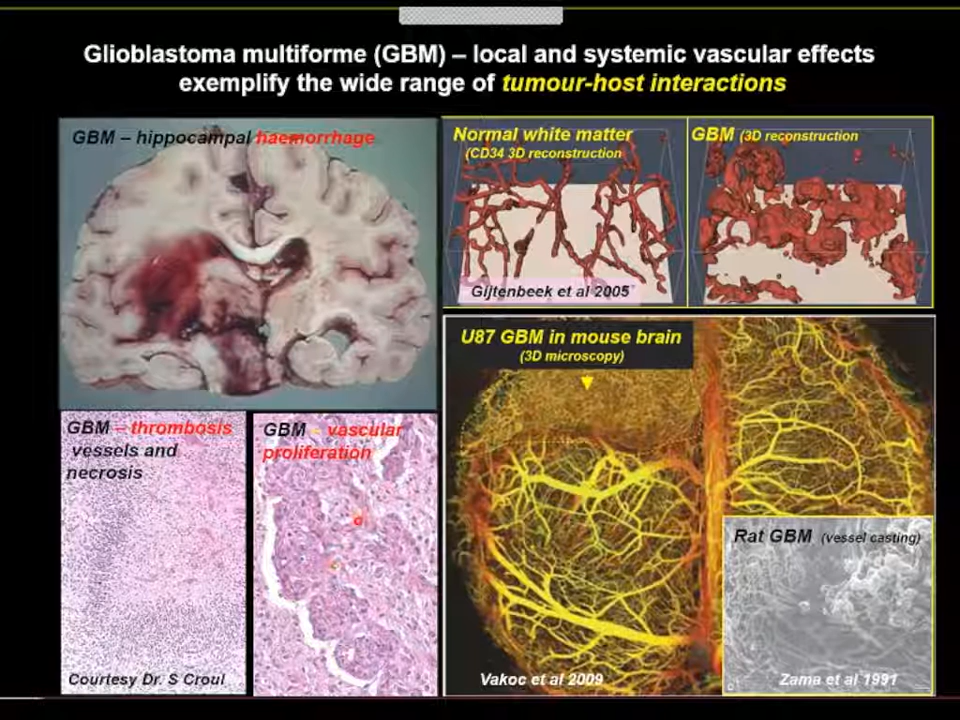 Glioblastoma multiforme (GBM) – local and systemic vascular effects
exemplify the wide range of tumour-host interactions
GBM – hippocampal haemorrhage
Normal white matter
(CD34 3D reconstruction
GBM (3D reconstruction
Gijtenbeek et al 2005
U87 GBM in mouse brain
(3D microscopy)
GBM – thrombosis
vessels and
necrosis
GBM – vascular
proliferation
Rat GBM (vessel casting)
Courtesy Dr. S Croul
Vakoc et al 2009
Zama et al 1991